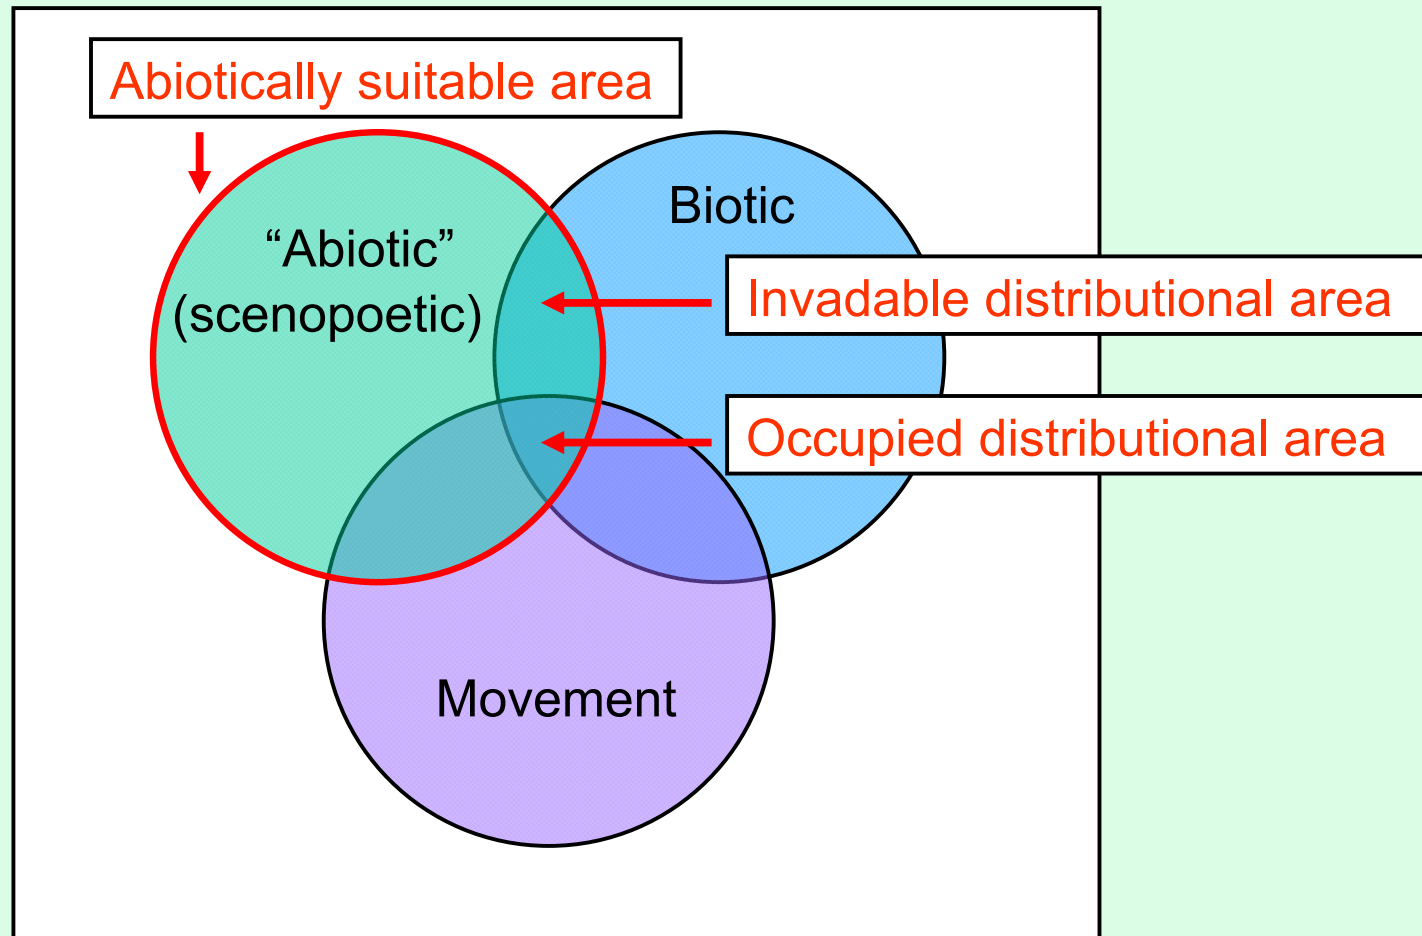 Abiotically suitable area
Biotic
“Abiotic”
(scenopoetic)
Invadable distributional area
Occupied distributional area
Movement